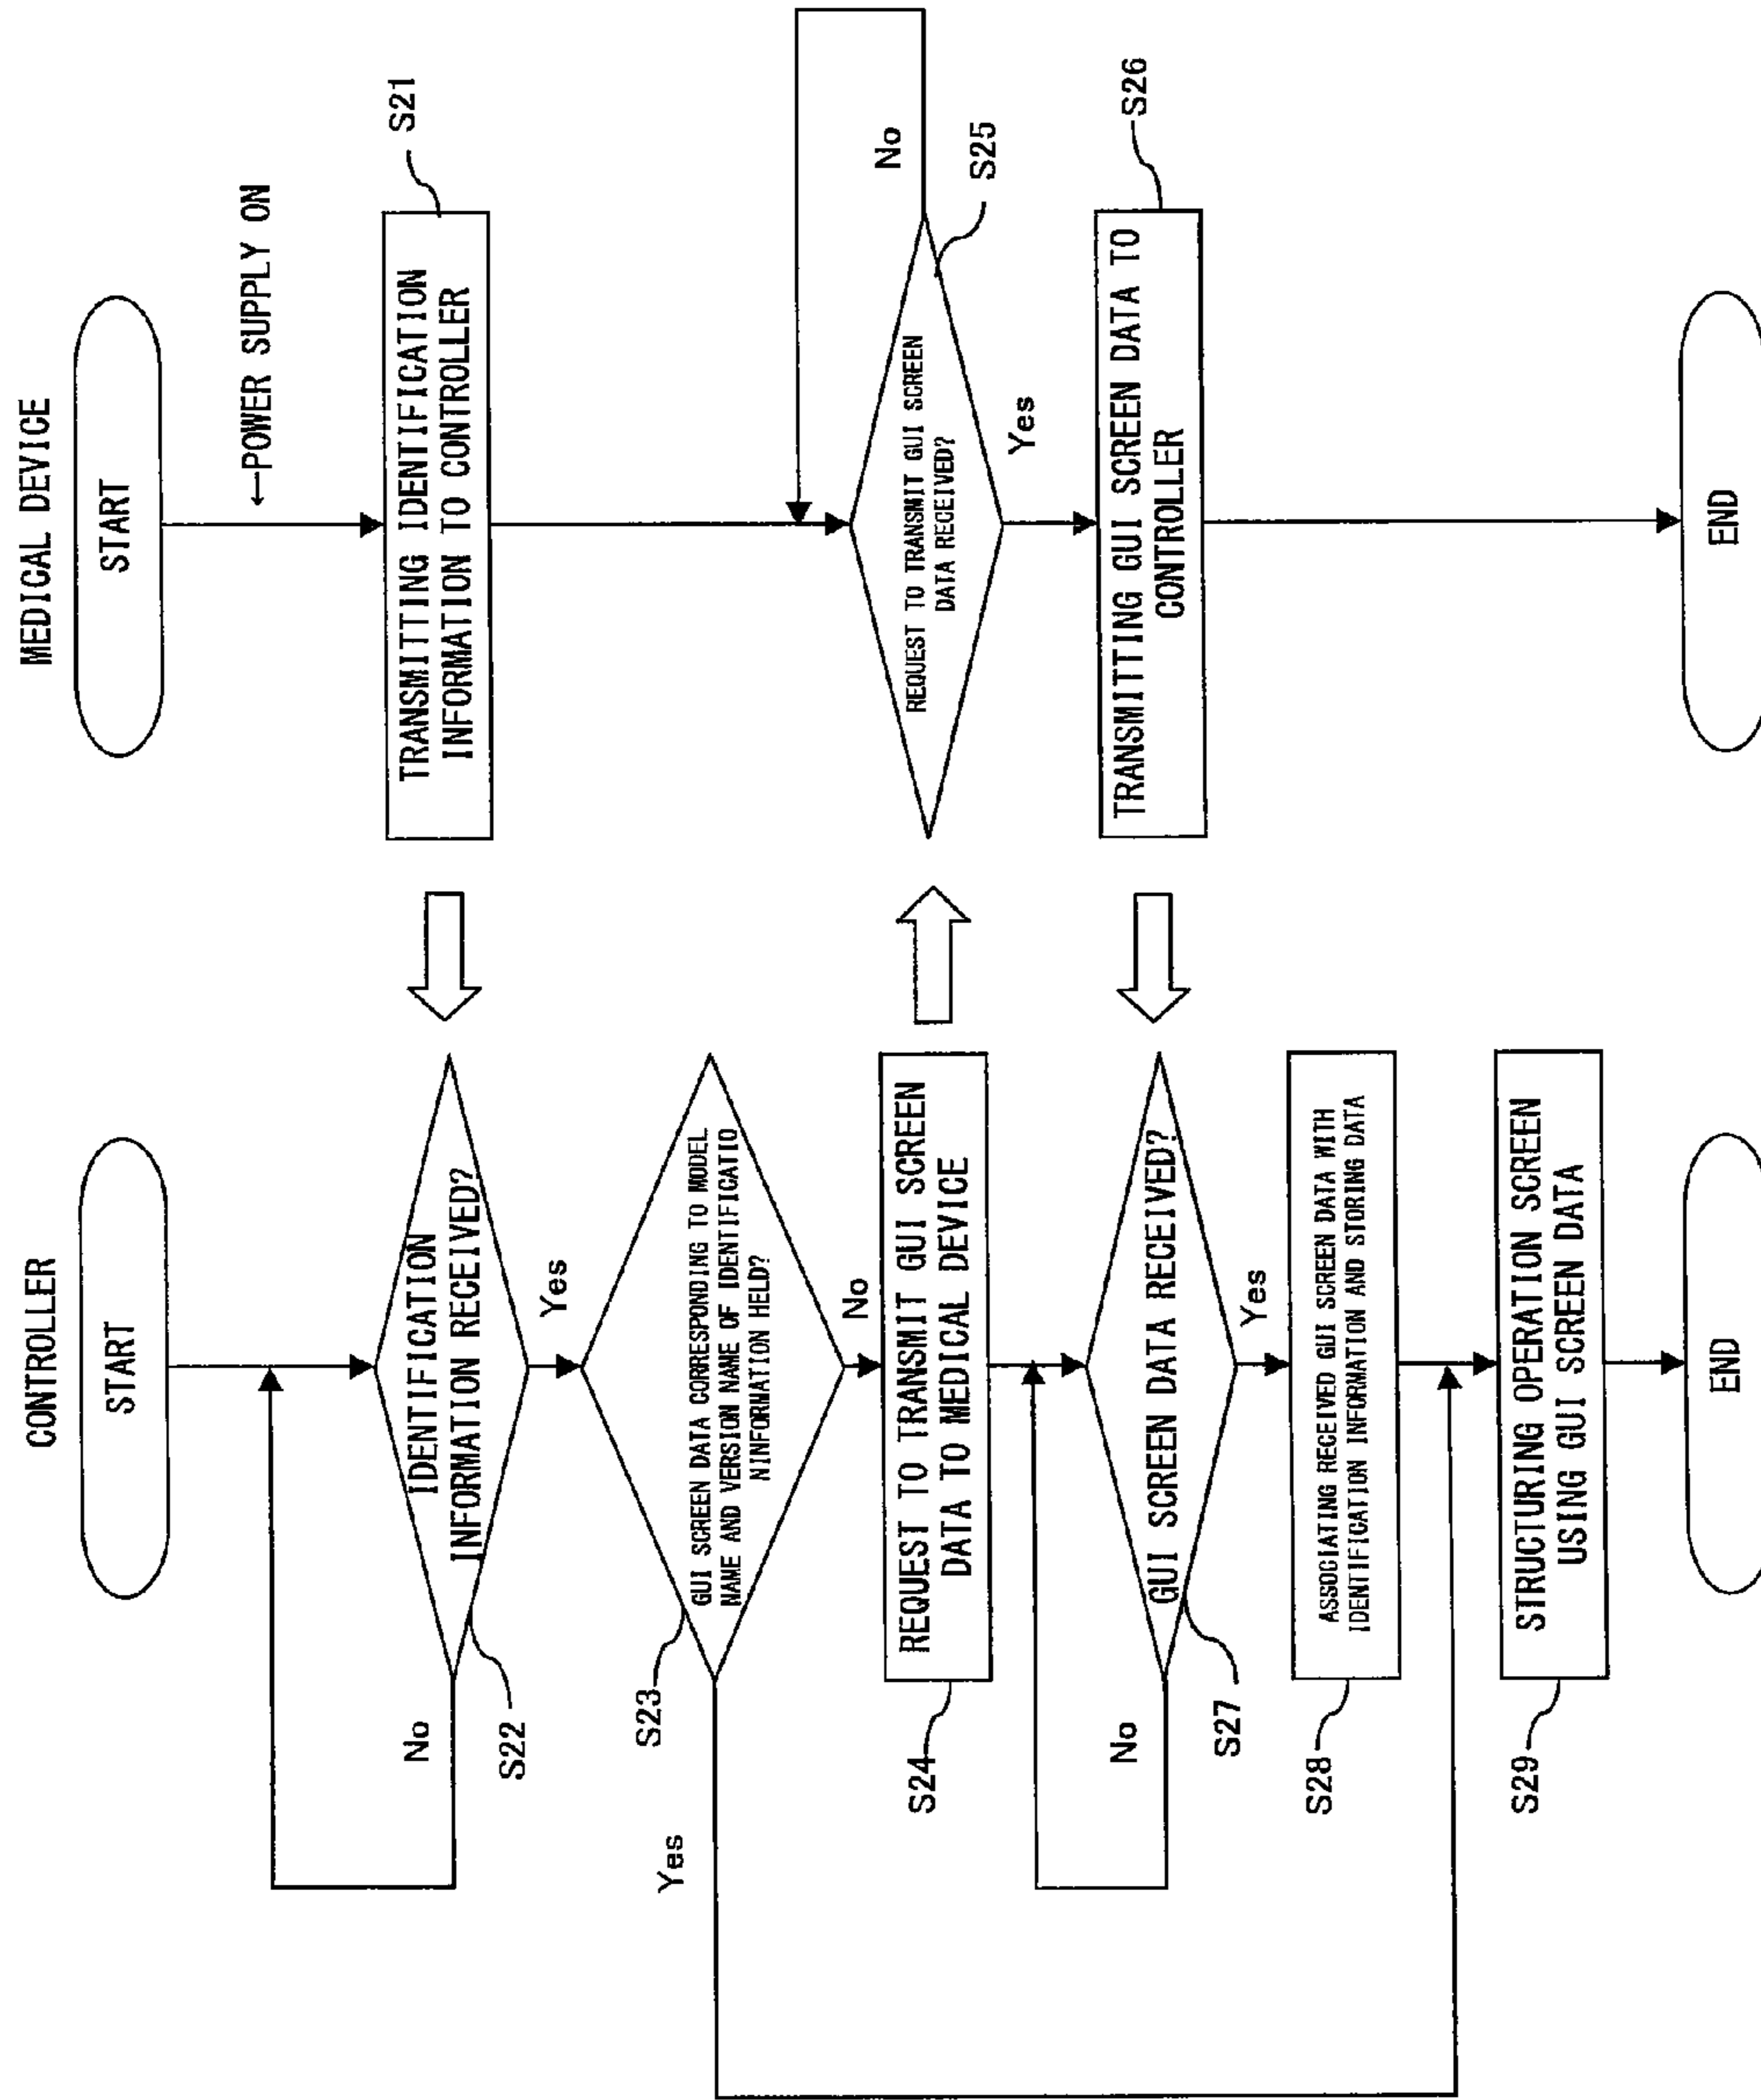 CONTROLLER
START
IDENTIFICATION
INFORMATION RECEIVED?
No
S22
Yes
GUI SCREEN DATA CORRESPONDING TO MODEL
NAME AND VERSION NAME OF IDENTIFICATIO
NINFORMATION HELD?
S23
Yes
No
REQUEST TO TRANSMIT GUI SCREEN
DATA TO MEDICAL DEVICE
S24
GUI SCREEN DATA RECEIVED?
No
S27
Yes
ASSOCIATING RECEIVED GUI SCREEN DATA WITH
IDENTIFICATION INFORMATION AND STORING DATA
S28
STRUCTURING OPERATION SCREEN
USING GUI SCREEN DATA
S29
END
MEDICAL DEVICE
START
←POWER SUPPLY ON
TRANSMITTING IDENTIFICATION
INFORMATION TO CONTROLLER
S21
REQUEST TO TRANSMIT GUI SCREEN
DATA RECEIVED?
No
S25
Yes
TRANSMITTING GUI SCREEN DATA TO
CONTROLLER
S26
END